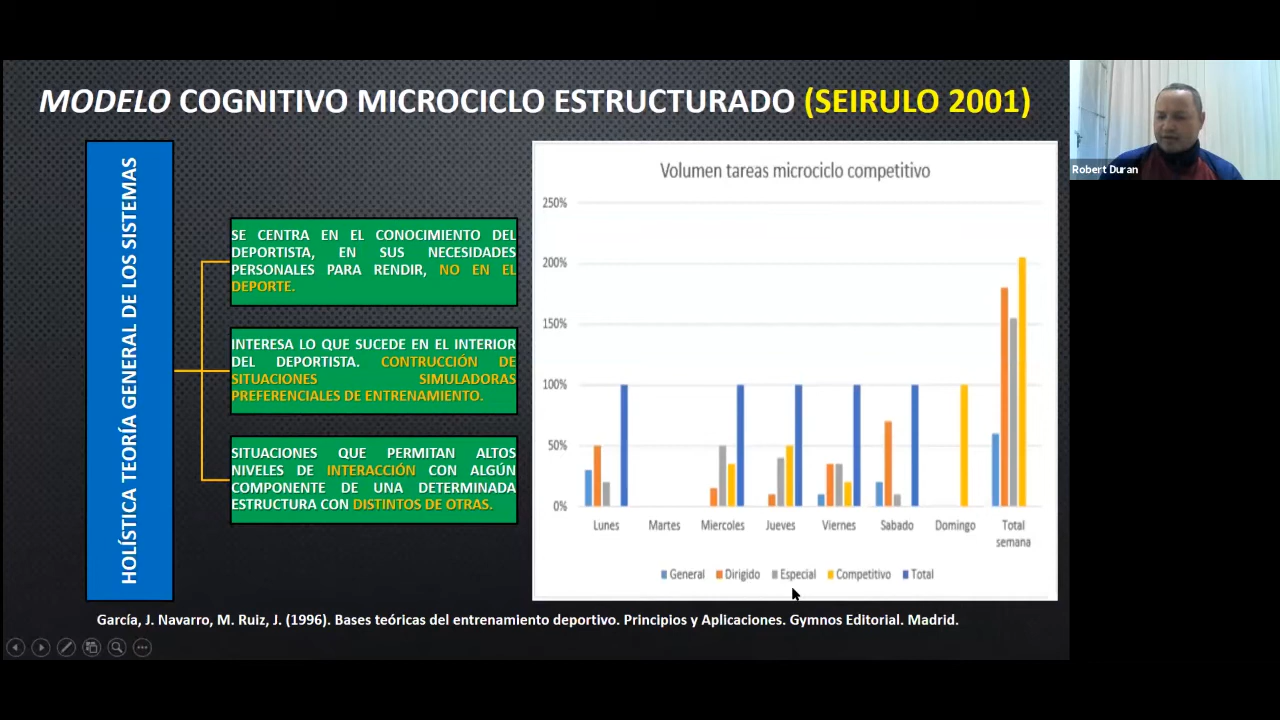 MODELO COGNITIVO MICROCICLO ESTRUCTURADO (SEIRULO 2001)
HOLÍSTICA TEORÍA GENERAL DE LOS SISTEMAS
SE CENTRA EN EL CONOCIMIENTO DEL
DEPORTISTA, EN SUS NECESIDADES
PERSONALES PARA RENDIR, NO EN EL
DEPORTE.
INTERESA LO QUE SUCEDE EN EL INTERIOR
DEL DEPORTISTA. CONTRUCCIÓN DE
SITUACIONES SIMULADORAS
PREFERENCIALES DE ENTRENAMIENTO.
SITUACIONES QUE PERMITAN ALTOS
NIVELES DE INTERACCIÓN CON ALGÚN
COMPONENTE DE UNA DETERMINADA
ESTRUCTURA CON DISTINTOS DE OTRAS.
Volumen tareas microciclo competitivo
250%
200%
150%
100%
50%
0%
Lunes Martes Miercoles Jueves Viernes Sabado Domingo Total
semana
General Dirigido Especial Competitivo Total
García, J. Navarro, M. Ruiz, J. (1996). Bases teóricas del entrenamiento deportivo. Principios y Aplicaciones. Gymnos Editorial. Madrid.
Robert Duran